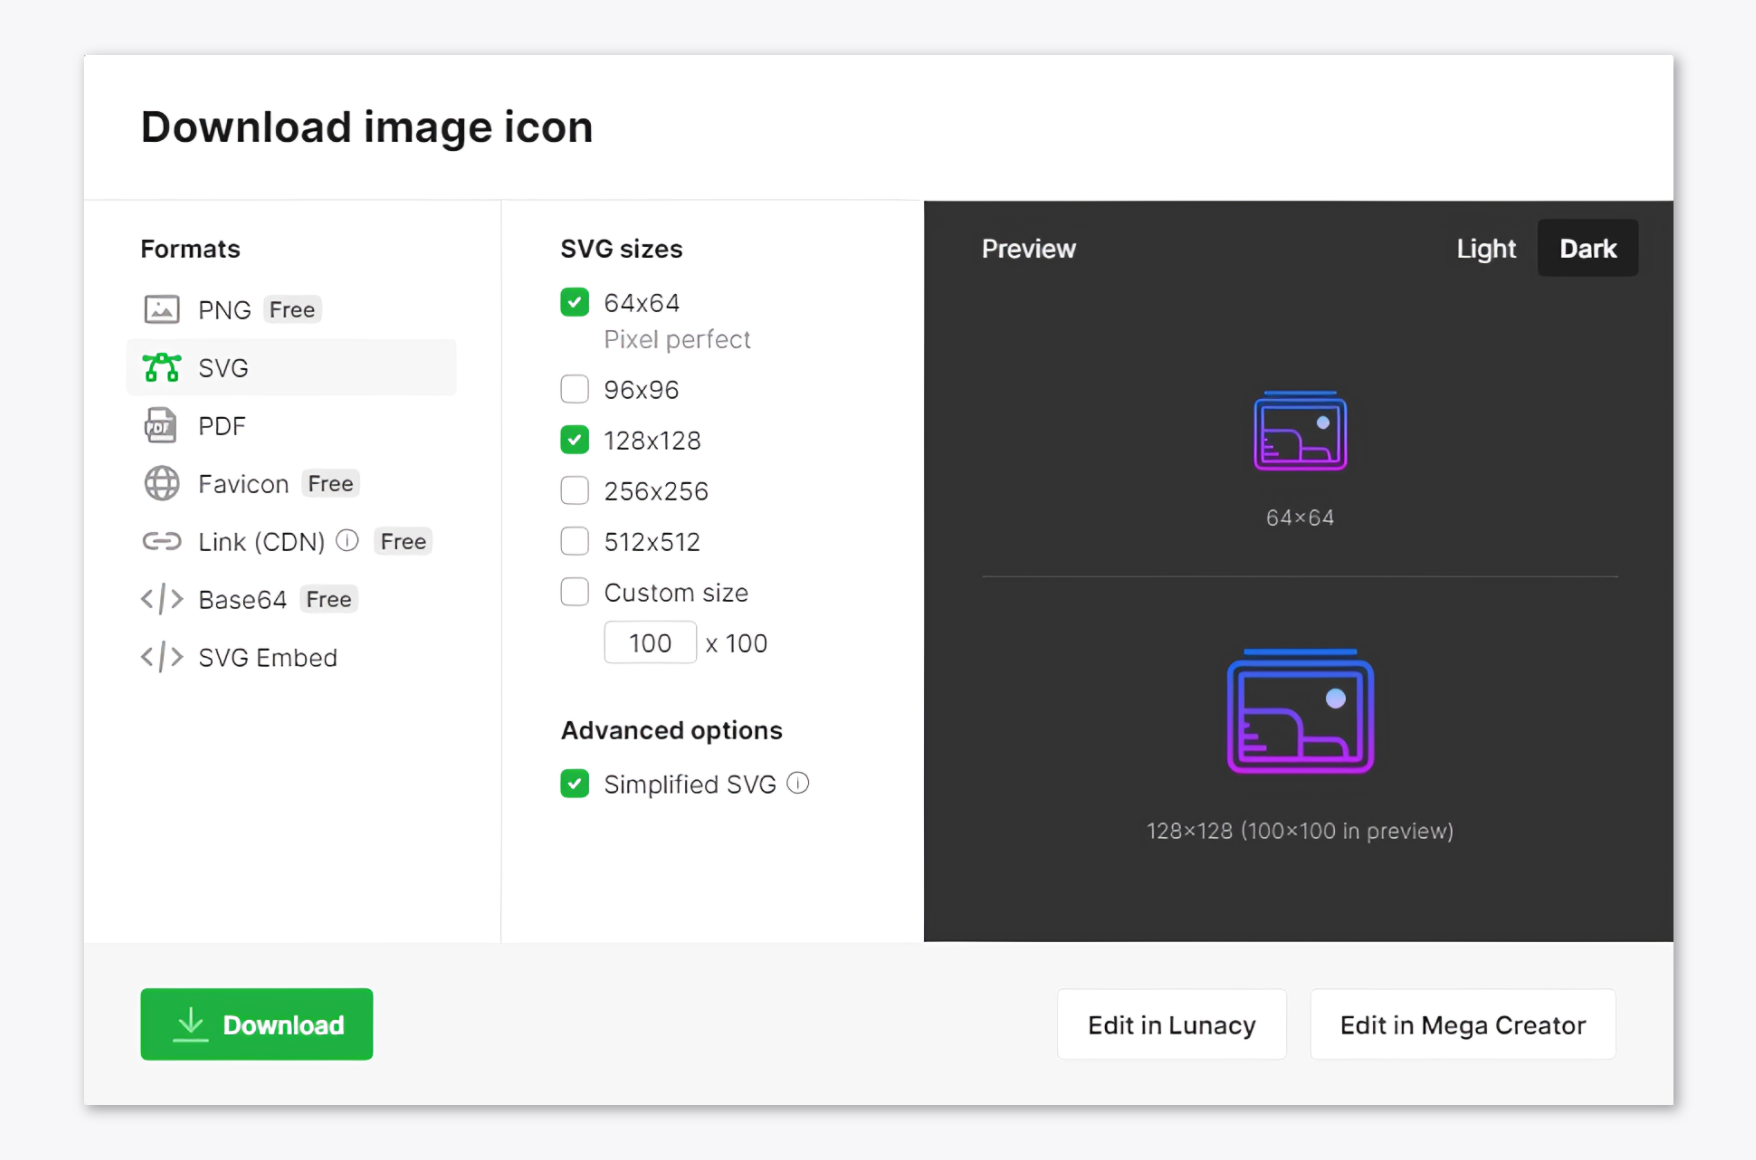 Download image icon
Formats
PNG Free
SVG
PDF
Favicon Free
Link (CDN) Free
Base64 Free
SVG Embed
SVG sizes
64x64
Pixel perfect
96x96
128x128
256x256
512x512
Custom size
100 x 100
Advanced options
Simplified SVG
Preview Light Dark
64×64
128×128 (100×100 in preview)
Download
Edit in Lunacy
Edit in Mega Creator